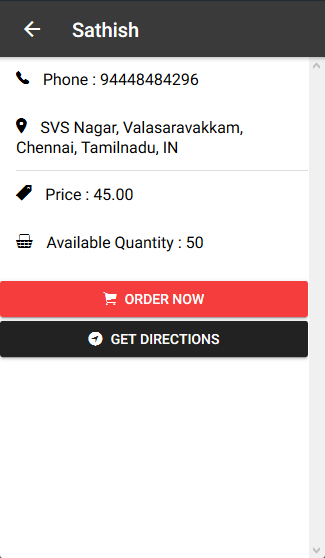 Sathish
Phone : 94448484296
SVS Nagar, Valasaravakkam,
Chennai, Tamilnadu, IN
Price : 45.00
Available Quantity : 50
ORDER NOW
GET DIRECTIONS